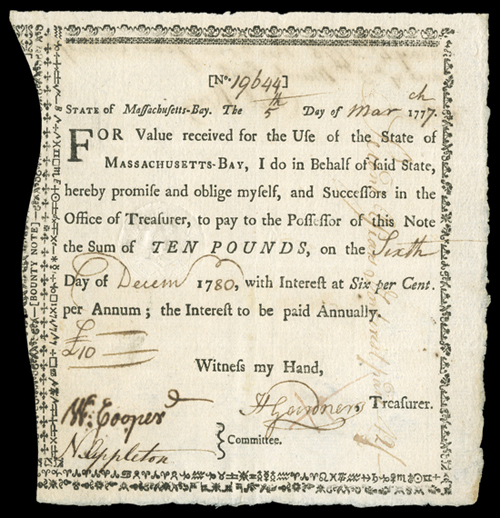 [Nº. 19644]
STATE of Massachusetts-Bay. The 5th Day of March 1777.
FOR Value received for the Use of the State of
MASSACHUSETTS-BAY, I do in Behalf of said State,
hereby promise and oblige myself, and Successors in the
Office of Treasurer, to pay to the Possessor of this Note
the Sum of TEN POUNDS, on the Sixth
Day of Decem 1780, with Interest at Six per Cent.
per Annum; the Interest to be paid Annually.
£10
Witness my Hand,
H Gardner, Treasurer.
Wm. Cooper
N. Appleton
} Committee.
[BOUNTY NOTE]